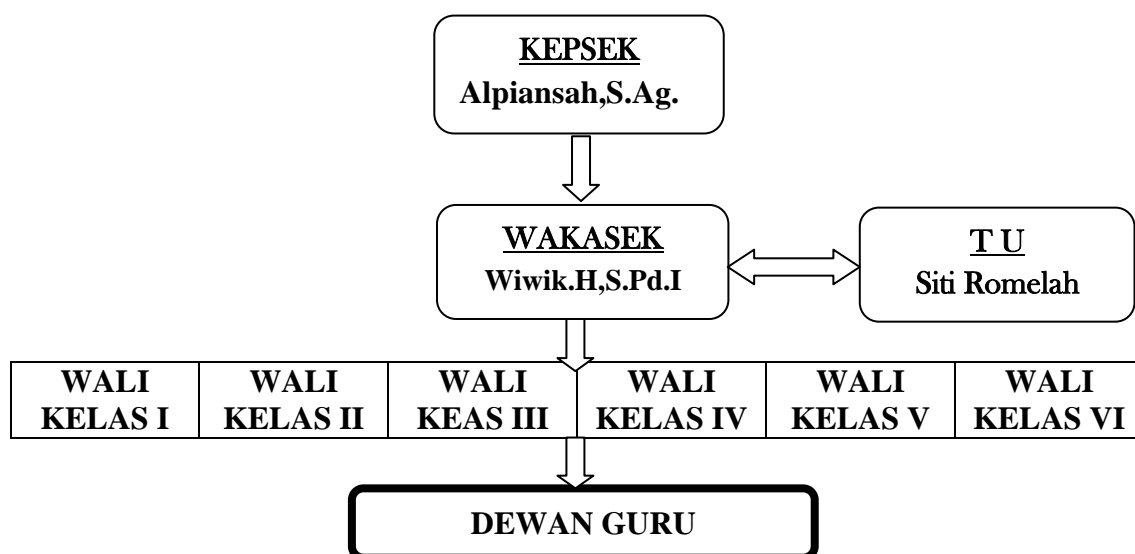 KEPSEK
Alpiansah,S.Ag.
WAKASEK
Wiwik.H,S.Pd.I
T U
Siti Romelah
WALI KELAS I
WALI KELAS II
WALI KEAS III
WALI KELAS IV
WALI KELAS V
WALI KELAS VI
DEWAN GURU